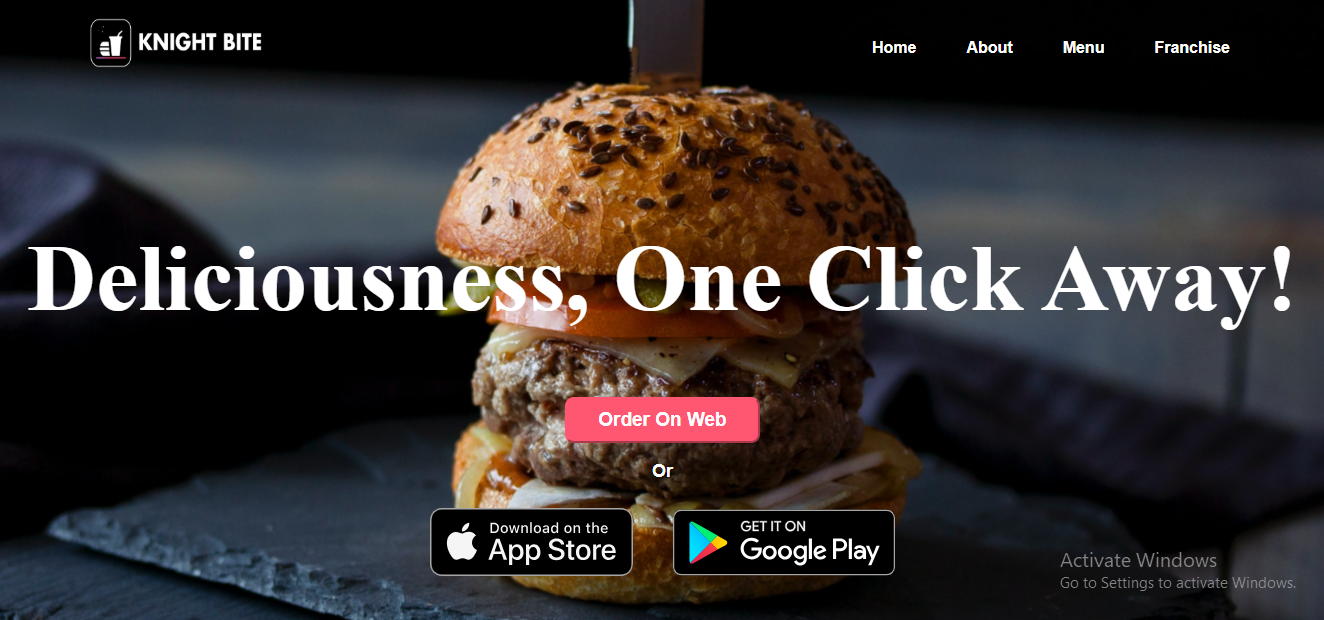 KNIGHT BITE
Home About Menu Franchise
Deliciousness, One Click Away!
Order On Web
Or
Download on the
App Store
GET IT ON
Google Play
Activate Windows
Go to Settings to activate Windows.